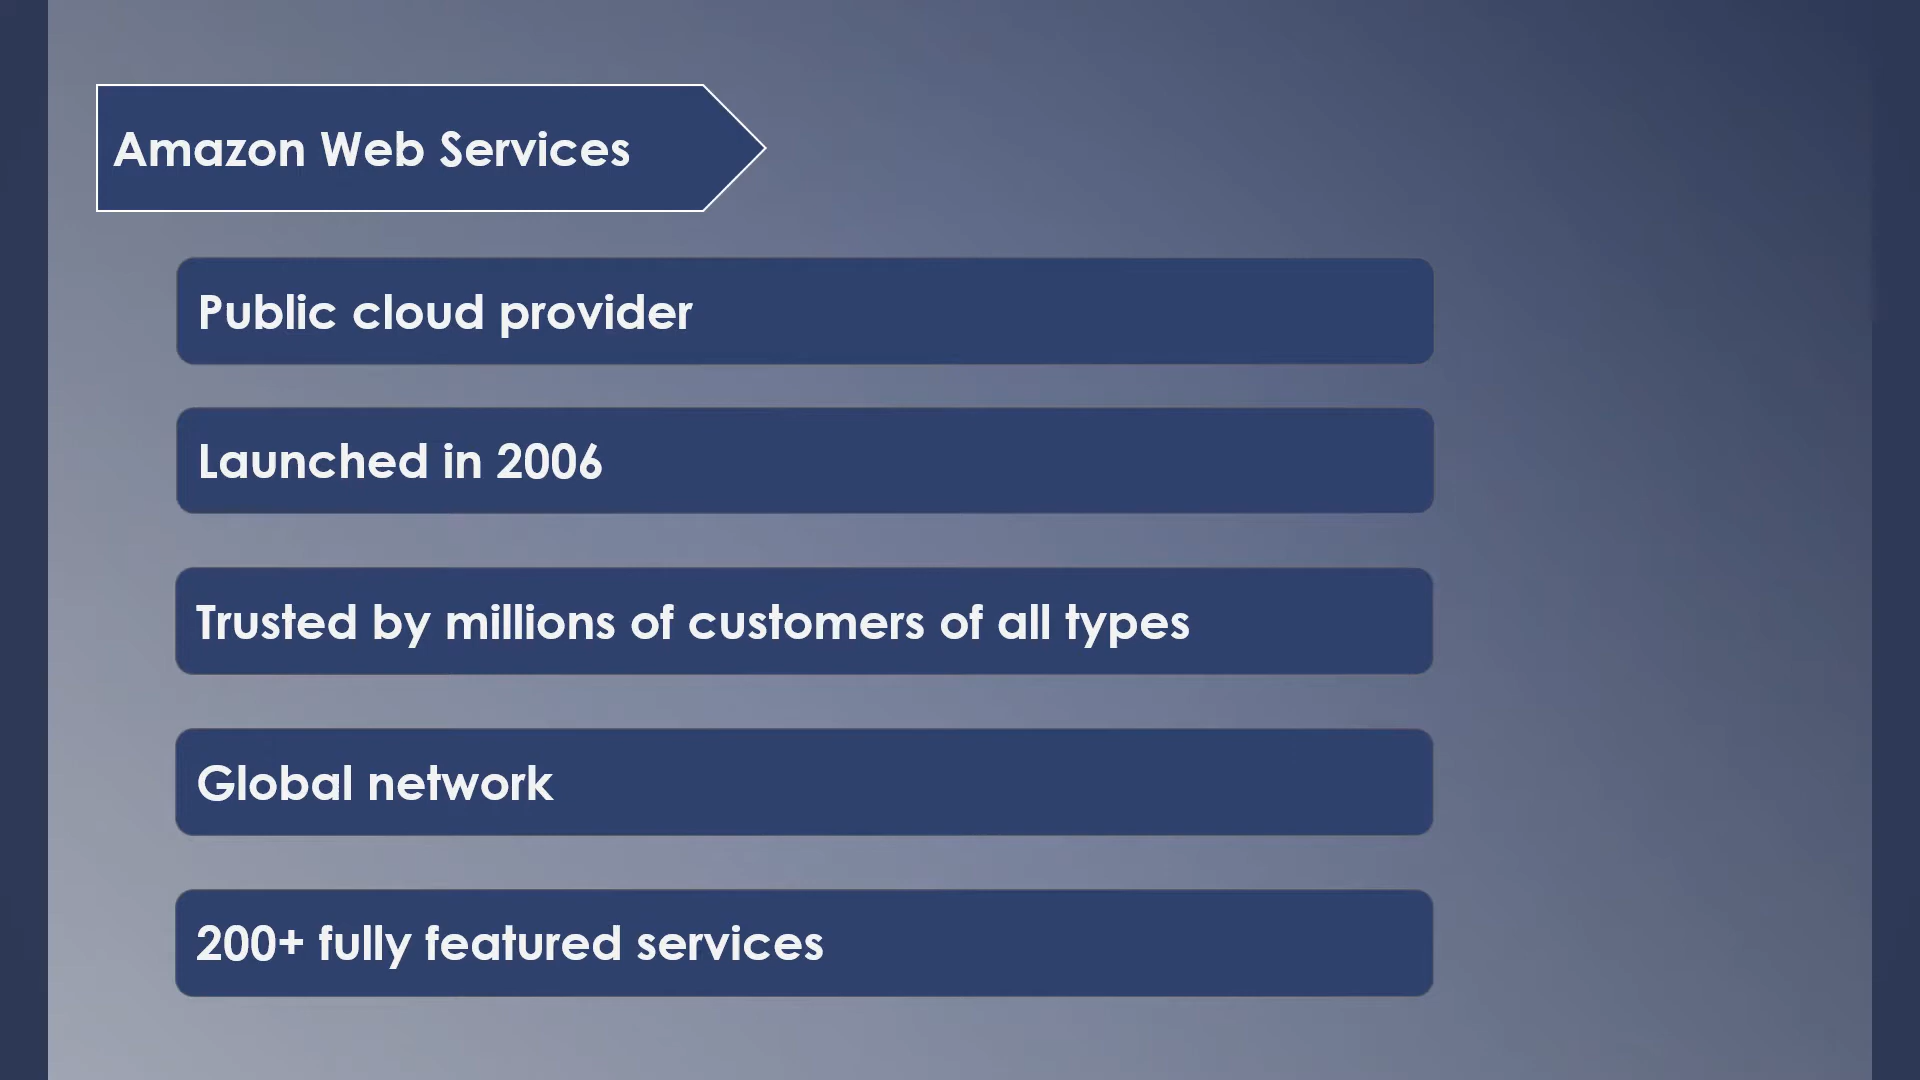 Amazon Web Services
Public cloud provider
Launched in 2006
Trusted by millions of customers of all types
Global network
200+ fully featured services